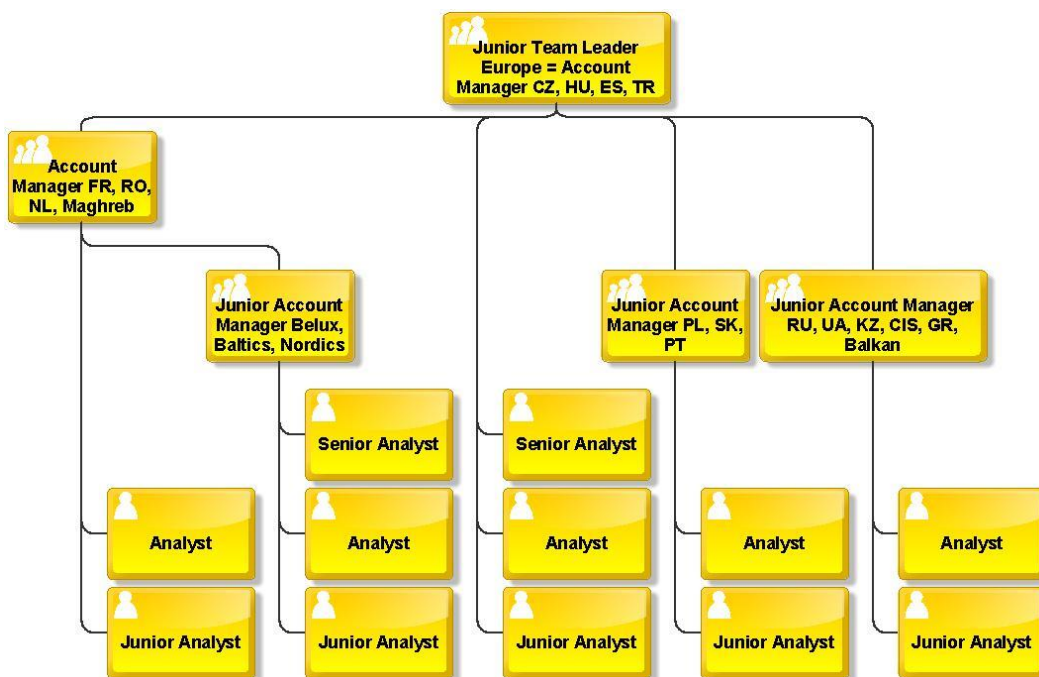 Junior Team Leader
Europe = Account
Manager CZ, HU, ES, TR
Account
Manager FR, RO,
NL, Maghreb
Junior Account
Manager Belux,
Baltics, Nordics
Junior Account
Manager PL, SK,
PT
Junior Account Manager
RU, UA, KZ, CIS, GR,
Balkan
Senior Analyst
Senior Analyst
Analyst
Analyst
Analyst
Analyst
Analyst
Junior Analyst
Junior Analyst
Junior Analyst
Junior Analyst
Junior Analyst